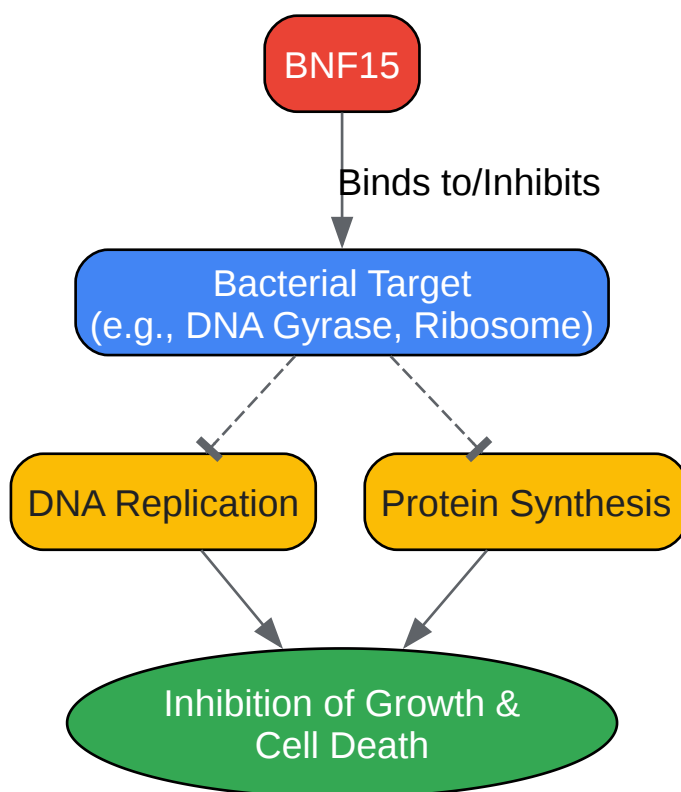 BNF15
Binds to/Inhibits
Bacterial Target
(e.g., DNA Gyrase, Ribosome)
DNA Replication
Protein Synthesis
Inhibition of Growth &
Cell Death